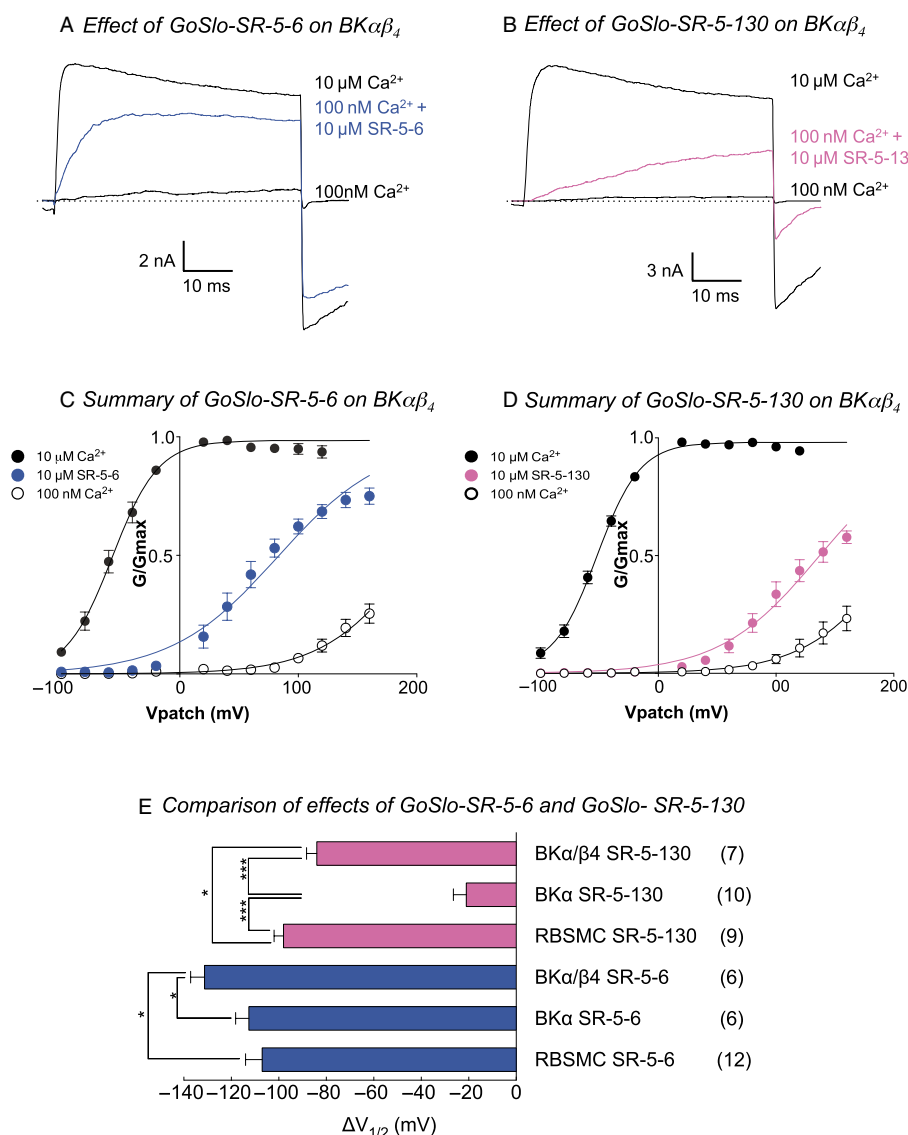 A Effect of GoSlo-SR-5-6 on BKαβ4
10 µM Ca2+
100 nM Ca2+ +
10 µM SR-5-6
100nM Ca2+
2 nA
10 ms
B Effect of GoSlo-SR-5-130 on BKαβ4
10 µM Ca2+
100 nM Ca2+ +
10 µM SR-5-13
100 nM Ca2+
3 nA
10 ms
C Summary of GoSlo-SR-5-6 on BKαβ4
10 µM Ca2+
10 µM SR-5-6
100 nM Ca2+
1.0
0.5
G/Gmax
–100 0 100 200
Vpatch (mV)
D Summary of GoSlo-SR-5-130 on BKαβ4
10 µM Ca2+
10 µM SR-5-130
100 nM Ca2+
1.0
0.5
G/Gmax
–100 0 00 200
Vpatch (mV)
E Comparison of effects of GoSlo-SR-5-6 and GoSlo- SR-5-130
BKα/β4 SR-5-130 (7)
BKα SR-5-130 (10)
RBSMC SR-5-130 (9)
BKα/β4 SR-5-6 (6)
BKα SR-5-6 (6)
RBSMC SR-5-6 (12)
*
***
***
*
*
–140 –120 –100 –80 –60 –40 –20 0
ΔV1/2 (mV)